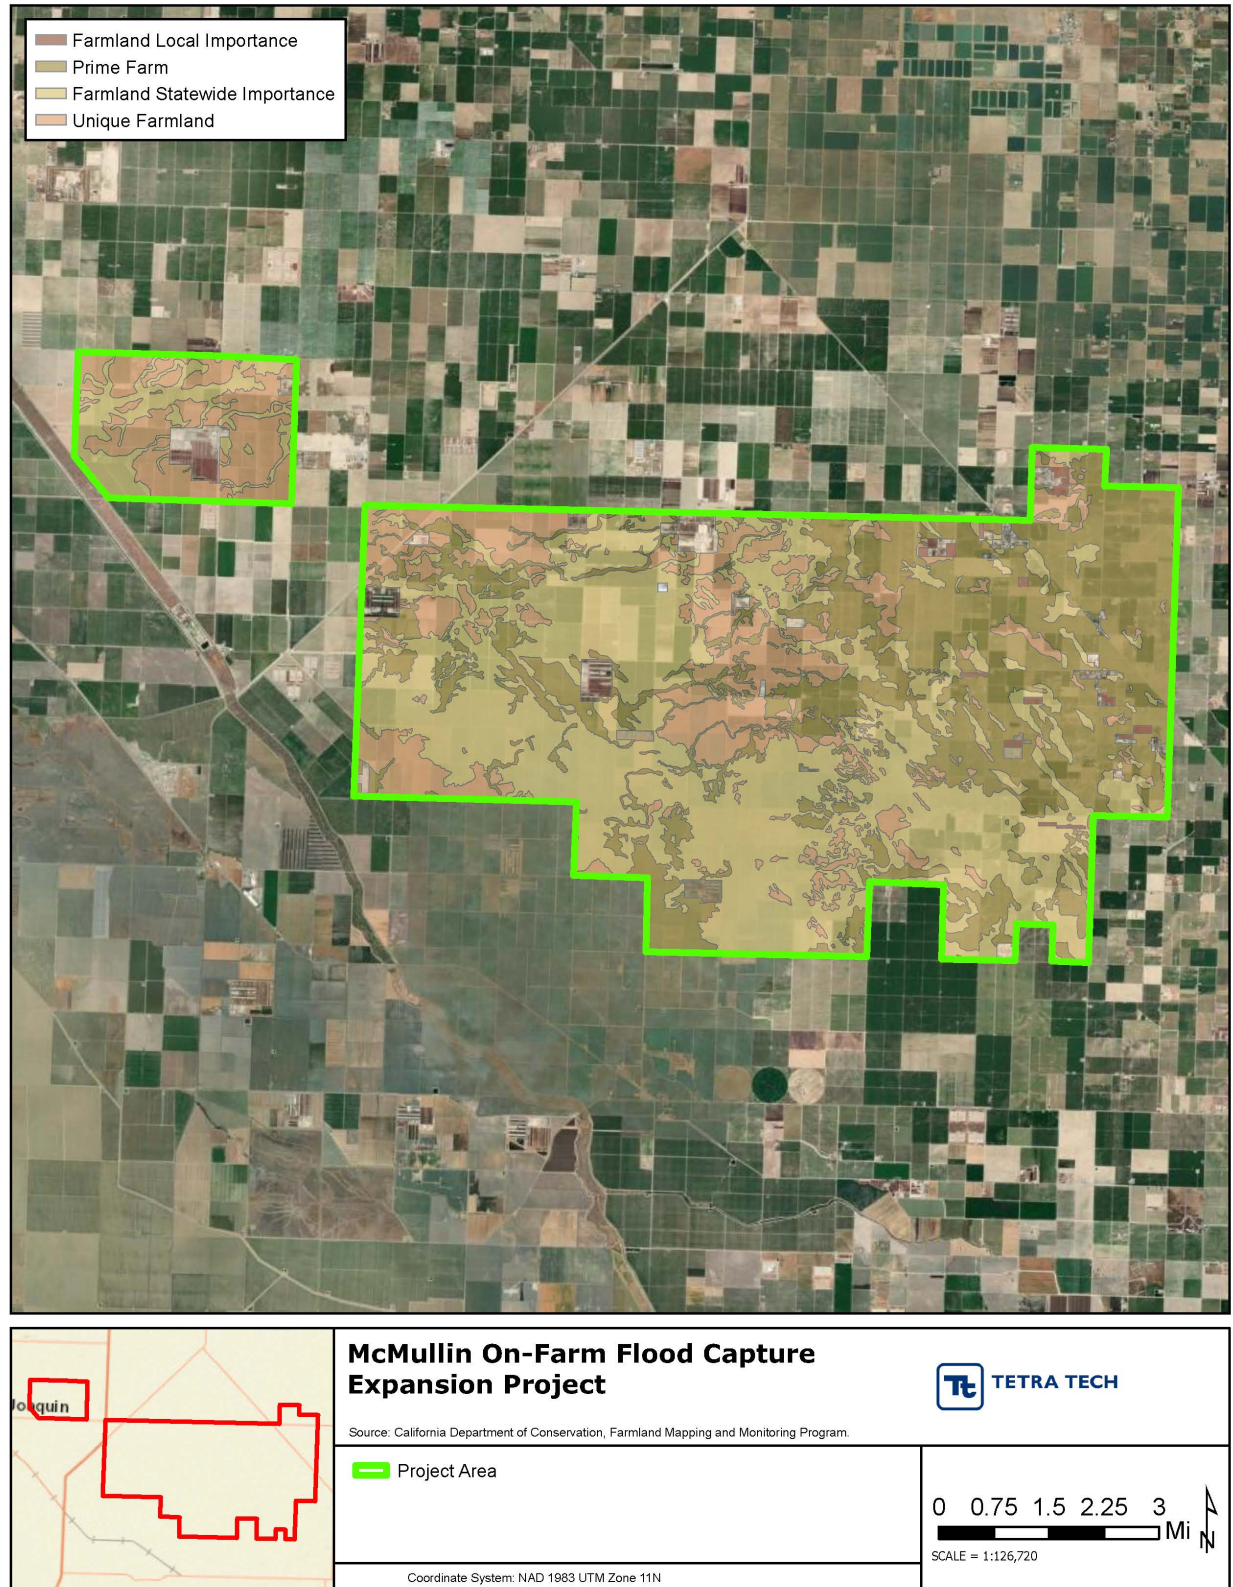 Farmland Local Importance
Prime Farm
Farmland Statewide Importance
Unique Farmland
Joaquin
McMullin On-Farm Flood Capture
Expansion Project
Source: California Department of Conservation, Farmland Mapping and Monitoring Program.
Tt TETRA TECH
Project Area
0 0.75 1.5 2.25 3
Mi
N
SCALE = 1:126,720
Coordinate System: NAD 1983 UTM Zone 11N